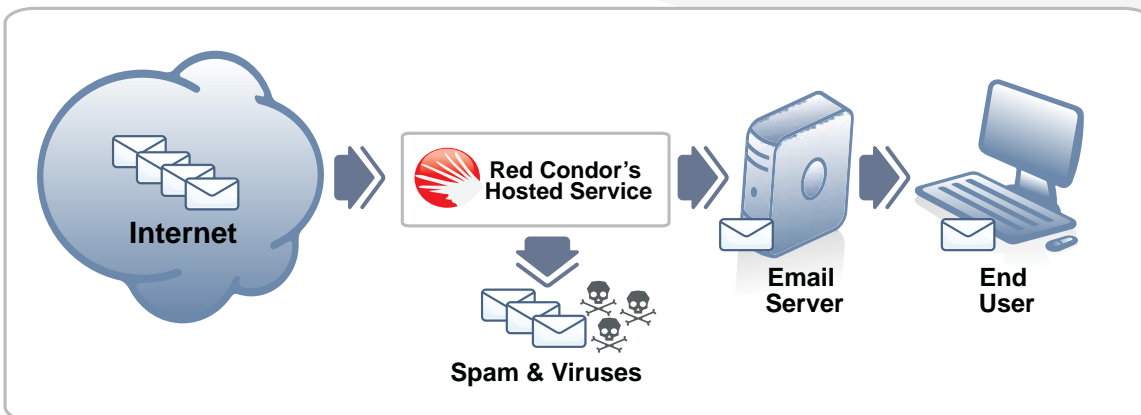 Internet
Red Condor's
Hosted Service
Spam & Viruses
Email
Server
End
User